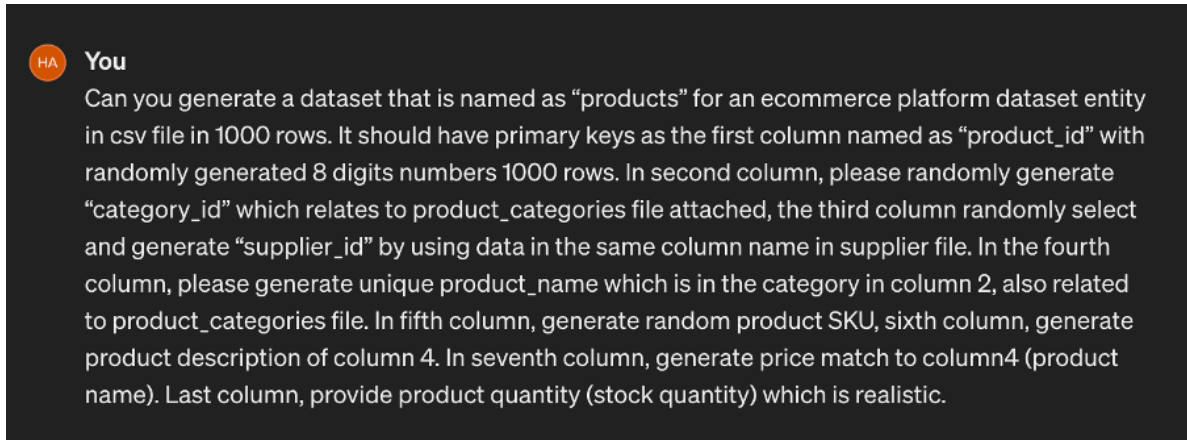 HA
You
Can you generate a dataset that is named as “products” for an ecommerce platform dataset entity
in csv file in 1000 rows. It should have primary keys as the first column named as “product_id” with
randomly generated 8 digits numbers 1000 rows. In second column, please randomly generate
“category_id” which relates to product_categories file attached, the third column randomly select
and generate “supplier_id” by using data in the same column name in supplier file. In the fourth
column, please generate unique product_name which is in the category in column 2, also related
to product_categories file. In fifth column, generate random product SKU, sixth column, generate
product description of column 4. In seventh column, generate price match to column4 (product
name). Last column, provide product quantity (stock quantity) which is realistic.